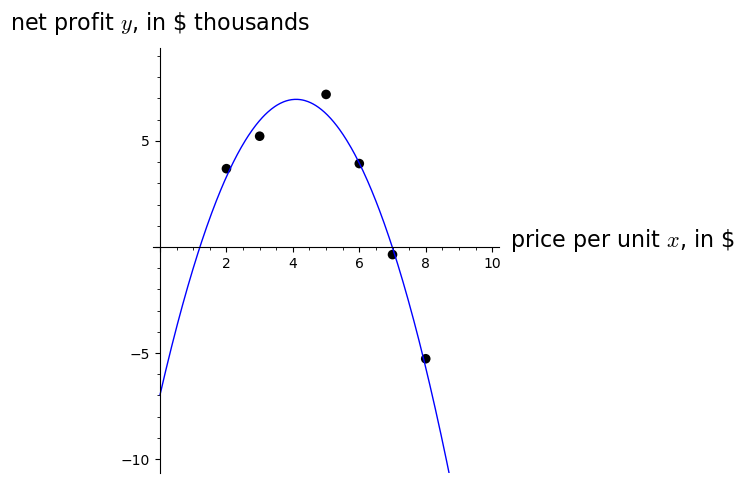 net profit y, in $ thousands
5
price per unit x, in $
2 4 6 8 10
−5
−10